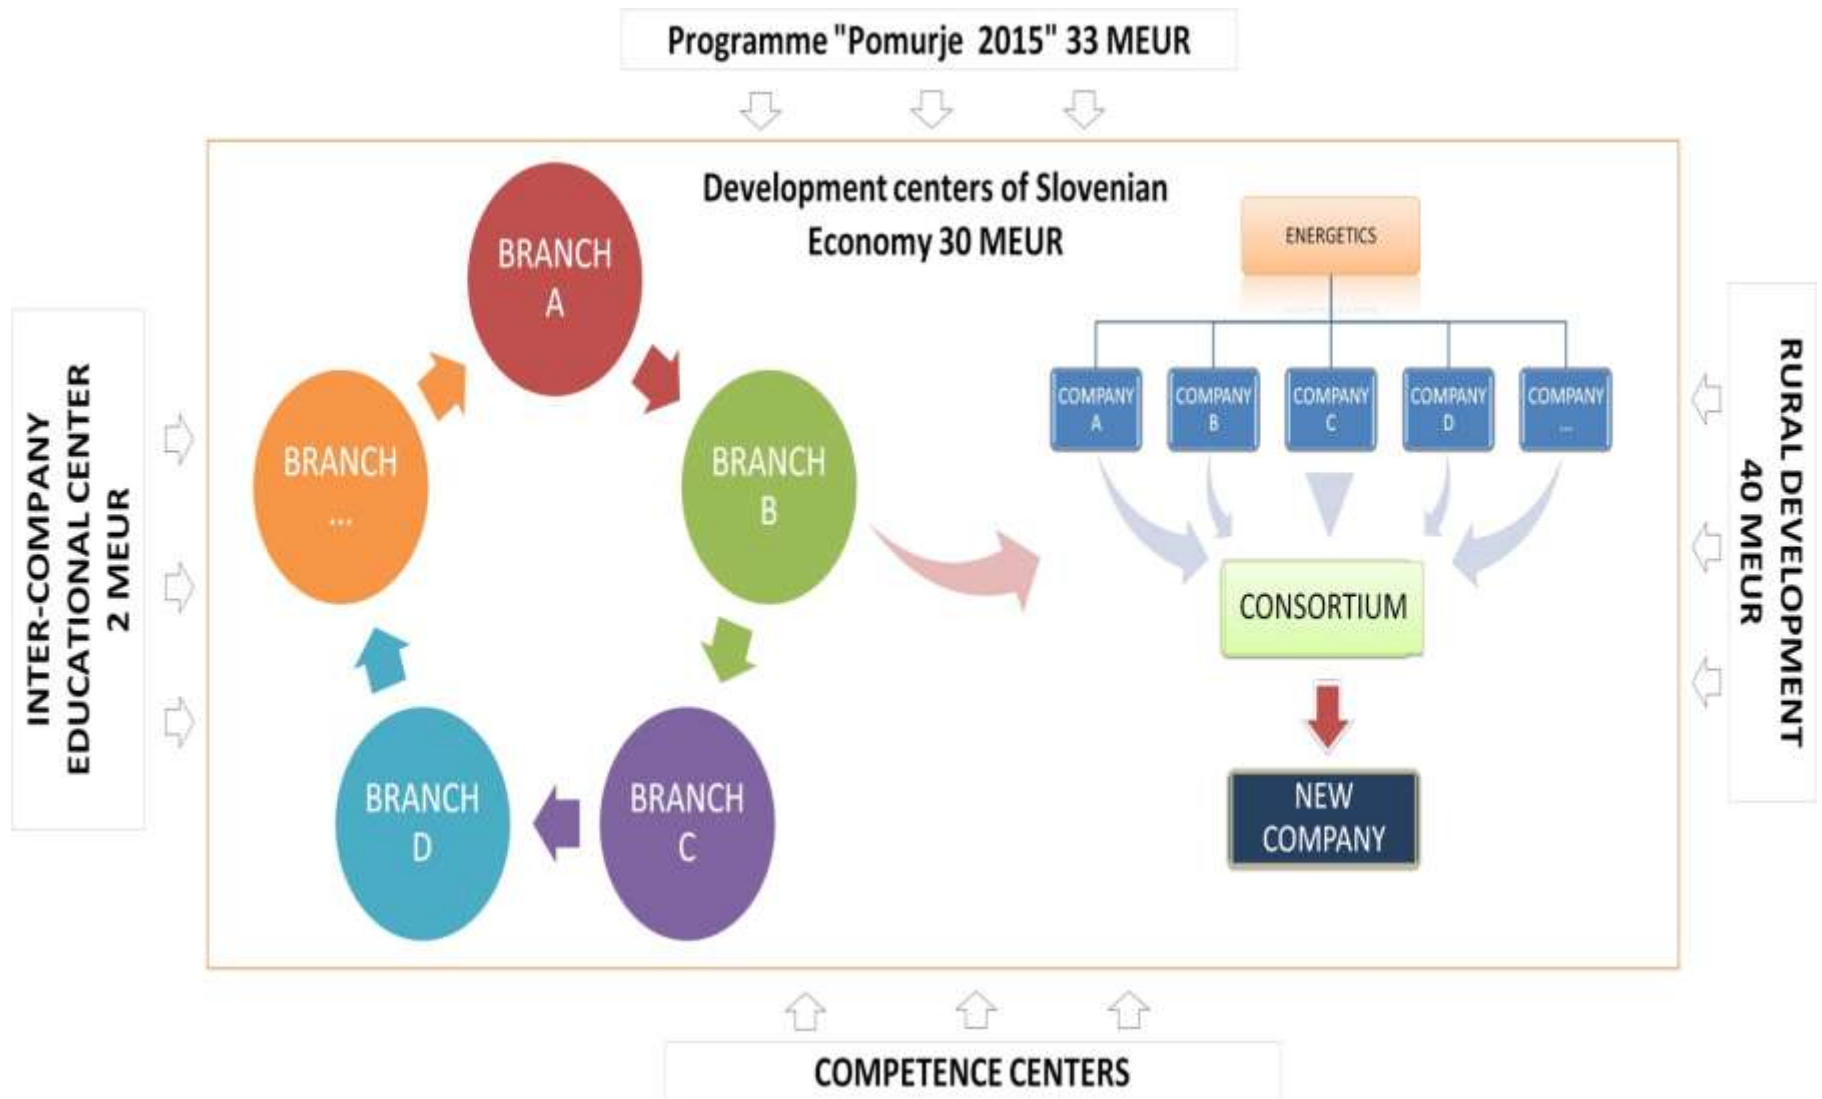 Programme "Pomurje 2015" 33 MEUR
Development centers of Slovenian
Economy 30 MEUR
BRANCH
A
BRANCH
B
BRANCH
C
BRANCH
D
BRANCH
...
ENERGETICS
COMPANY
A
COMPANY
B
COMPANY
C
COMPANY
D
COMPANY
...
CONSORTIUM
NEW
COMPANY
INTER-COMPANY
EDUCATIONAL CENTER
2 MEUR
RURAL DEVELOPMENT
40 MEUR
COMPETENCE CENTERS